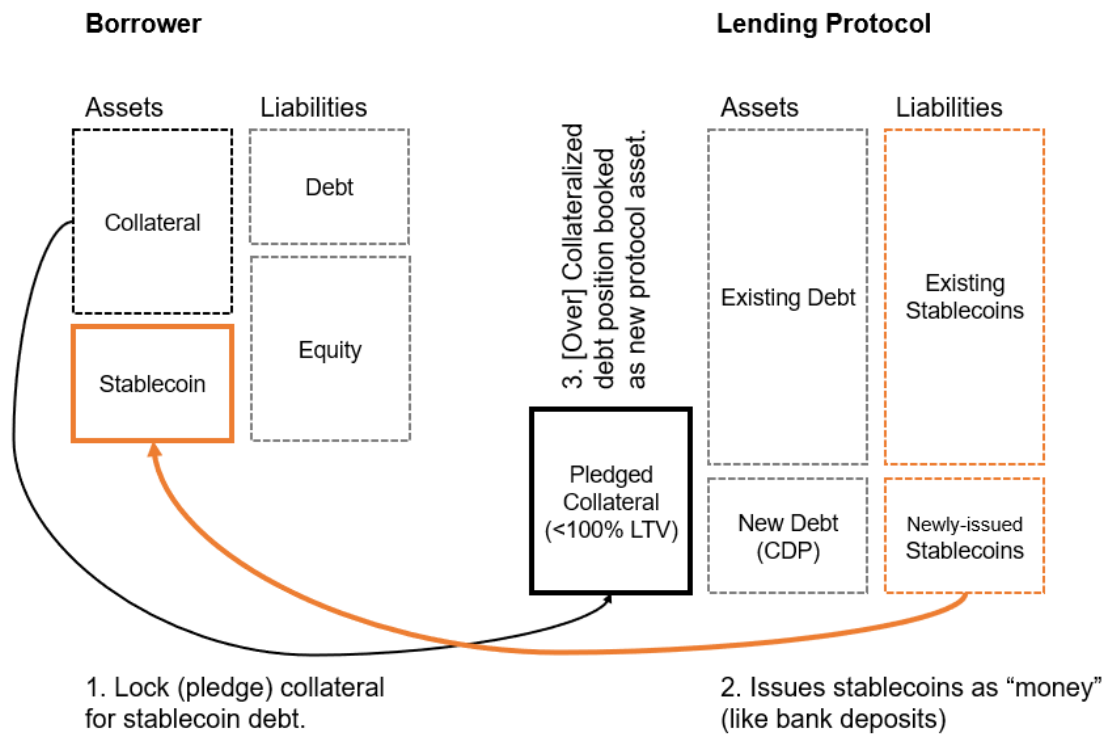 Borrower
Lending Protocol
Assets
Liabilities
Collateral
Debt
Stablecoin
Equity
3. [Over] Collateralized
debt position booked
as new protocol asset.
Assets
Liabilities
Existing Debt
Existing
Stablecoins
Pledged
Collateral
(<100% LTV)
New Debt
(CDP)
Newly-issued
Stablecoins
1. Lock (pledge) collateral
for stablecoin debt.
2. Issues stablecoins as “money”
(like bank deposits)